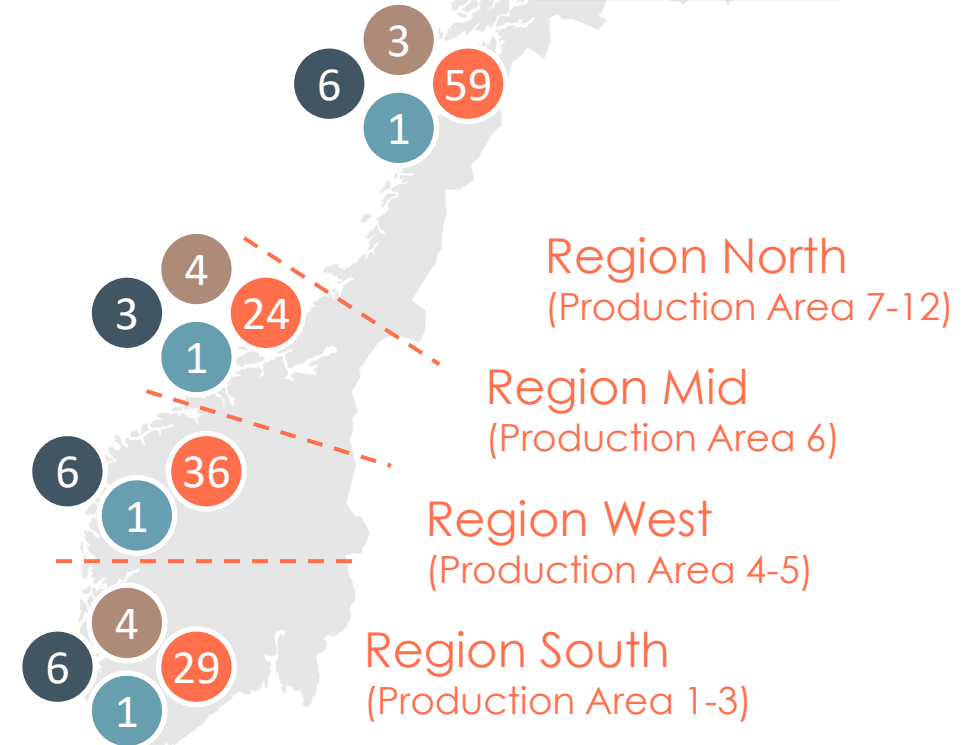 3
6
59
1
Region North
(Production Area 7-12)
4
3
24
1
Region Mid
(Production Area 6)
6
36
1
Region West
(Production Area 4-5)
4
6
29
1
Region South
(Production Area 1-3)